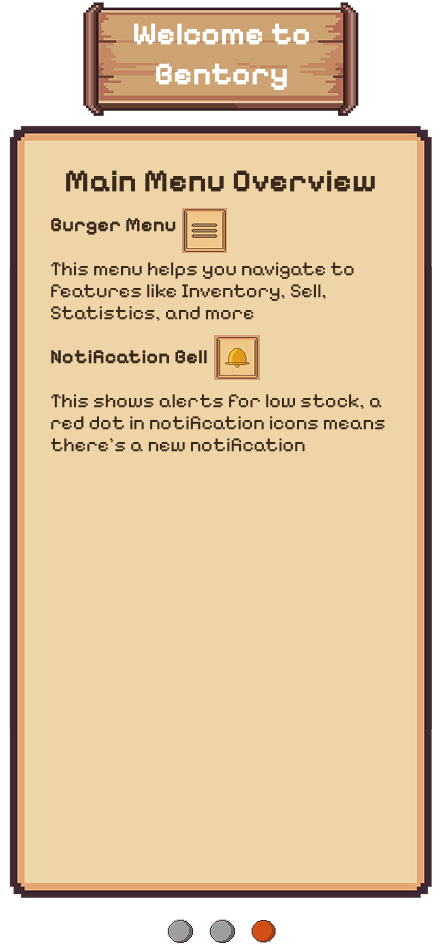 Welcome to
Bentory
Main Menu Overview
Burger Menu
This menu helps you navigate to
features like Inventory, Sell,
Statistics, and more
Notification Bell
This shows alerts for low stock, a
red dot in notification icons means
there's a new notification